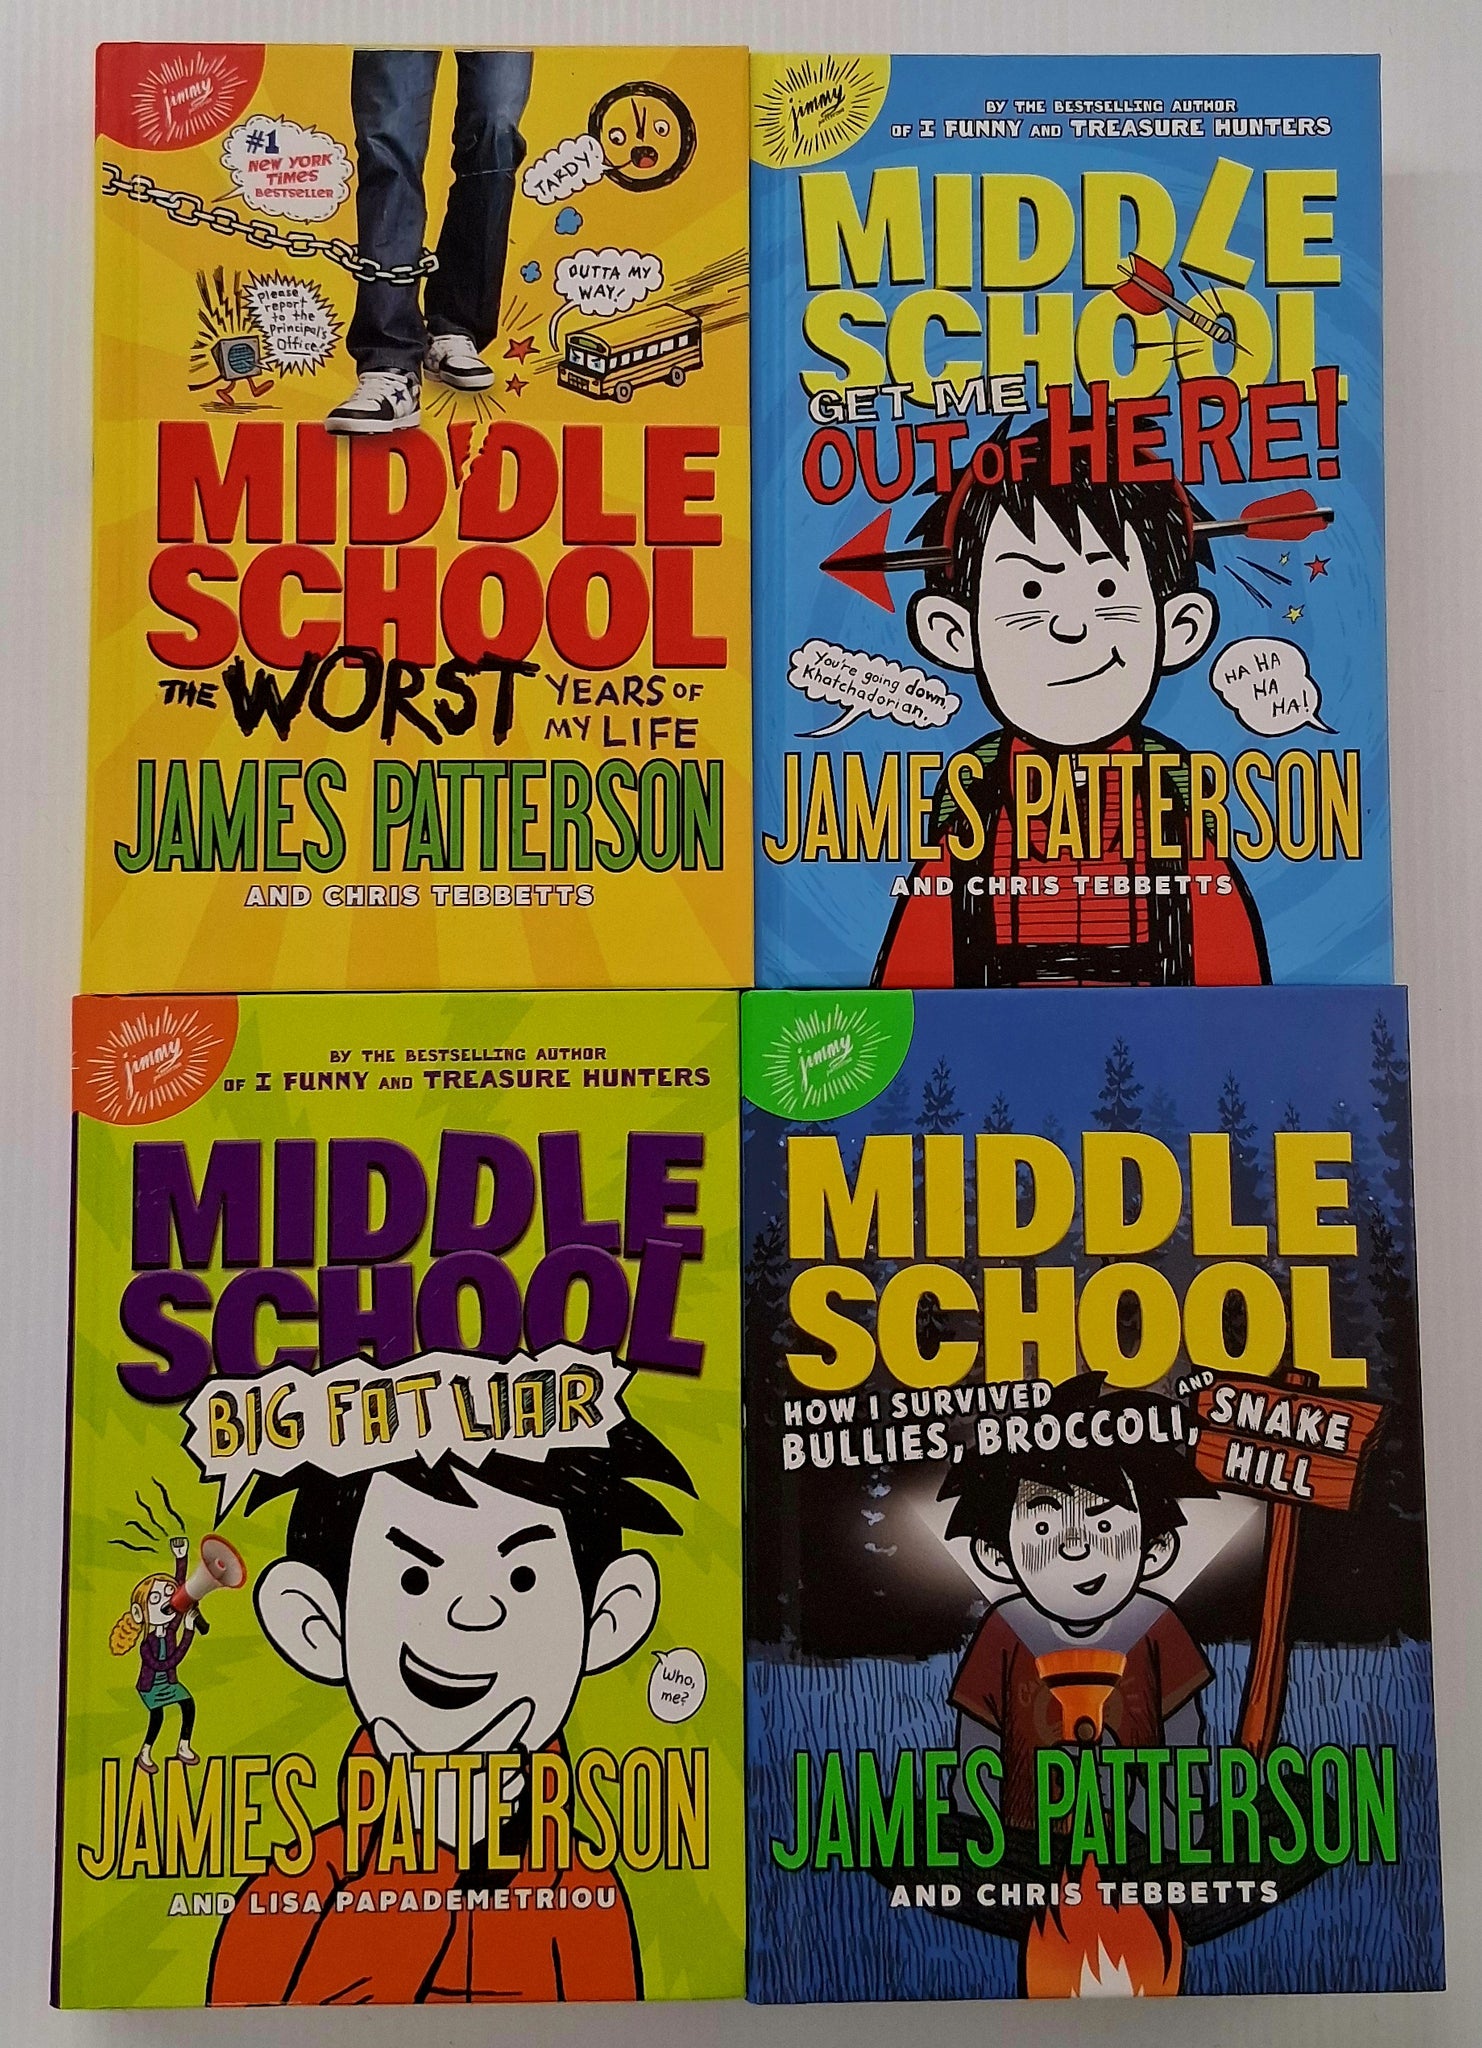 jimmy
#1
NEW YORK
TIMES
BESTSELLER
TARDY!
OUTTA MY
WAY!
Please
report
to the
Principal's
Office!
MIDDLE
SCHOOL
THE WORST YEARS OF
MY LIFE
JAMES PATTERSON
AND CHRIS TEBBETTS
jimmy
BY THE BESTSELLING AUTHOR
OF I FUNNY AND TREASURE HUNTERS
MIDDLE
SCHOOL
GET ME
OUT OF HERE!
You're going down,
Khatchadorian.
HA HA
HA
HA!
JAMES PATTERSON
AND CHRIS TEBBETTS
jimmy
BY THE BESTSELLING AUTHOR
OF I FUNNY AND TREASURE HUNTERS
MIDDLE
SCHOOL
BIG FAT LIAR
Who,
me?
JAMES PATTERSON
AND LISA PAPADEMETRIOU
jimmy
MIDDLE
SCHOOL
HOW I SURVIVED
BULLIES, BROCCOLI,
AND
SNAKE
HILL
JAMES PATTERSON
AND CHRIS TEBBETTS